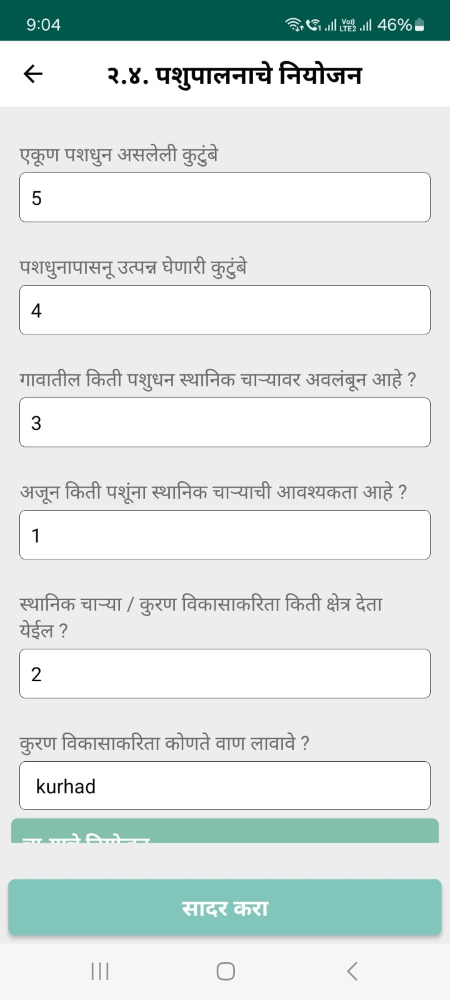 9:04
46%
२.४. पशुपालनाचे नियोजन
एकूण पशधुन असलेली कुटुंबे
5
पशधुनापासनू उत्पन्न घेणारी कुटुंबे
4
गावातील किती पशुधन स्थानिक चाऱ्यावर अवलंबून आहे ?
3
अजून किती पशूंना स्थानिक चाऱ्याची आवश्यकता आहे ?
1
स्थानिक चाऱ्या / कुरण विकासाकरिता किती क्षेत्र देता
येईल ?
2
कुरण विकासाकरिता कोणते वाण लावावे ?
kurhad
सादर करा